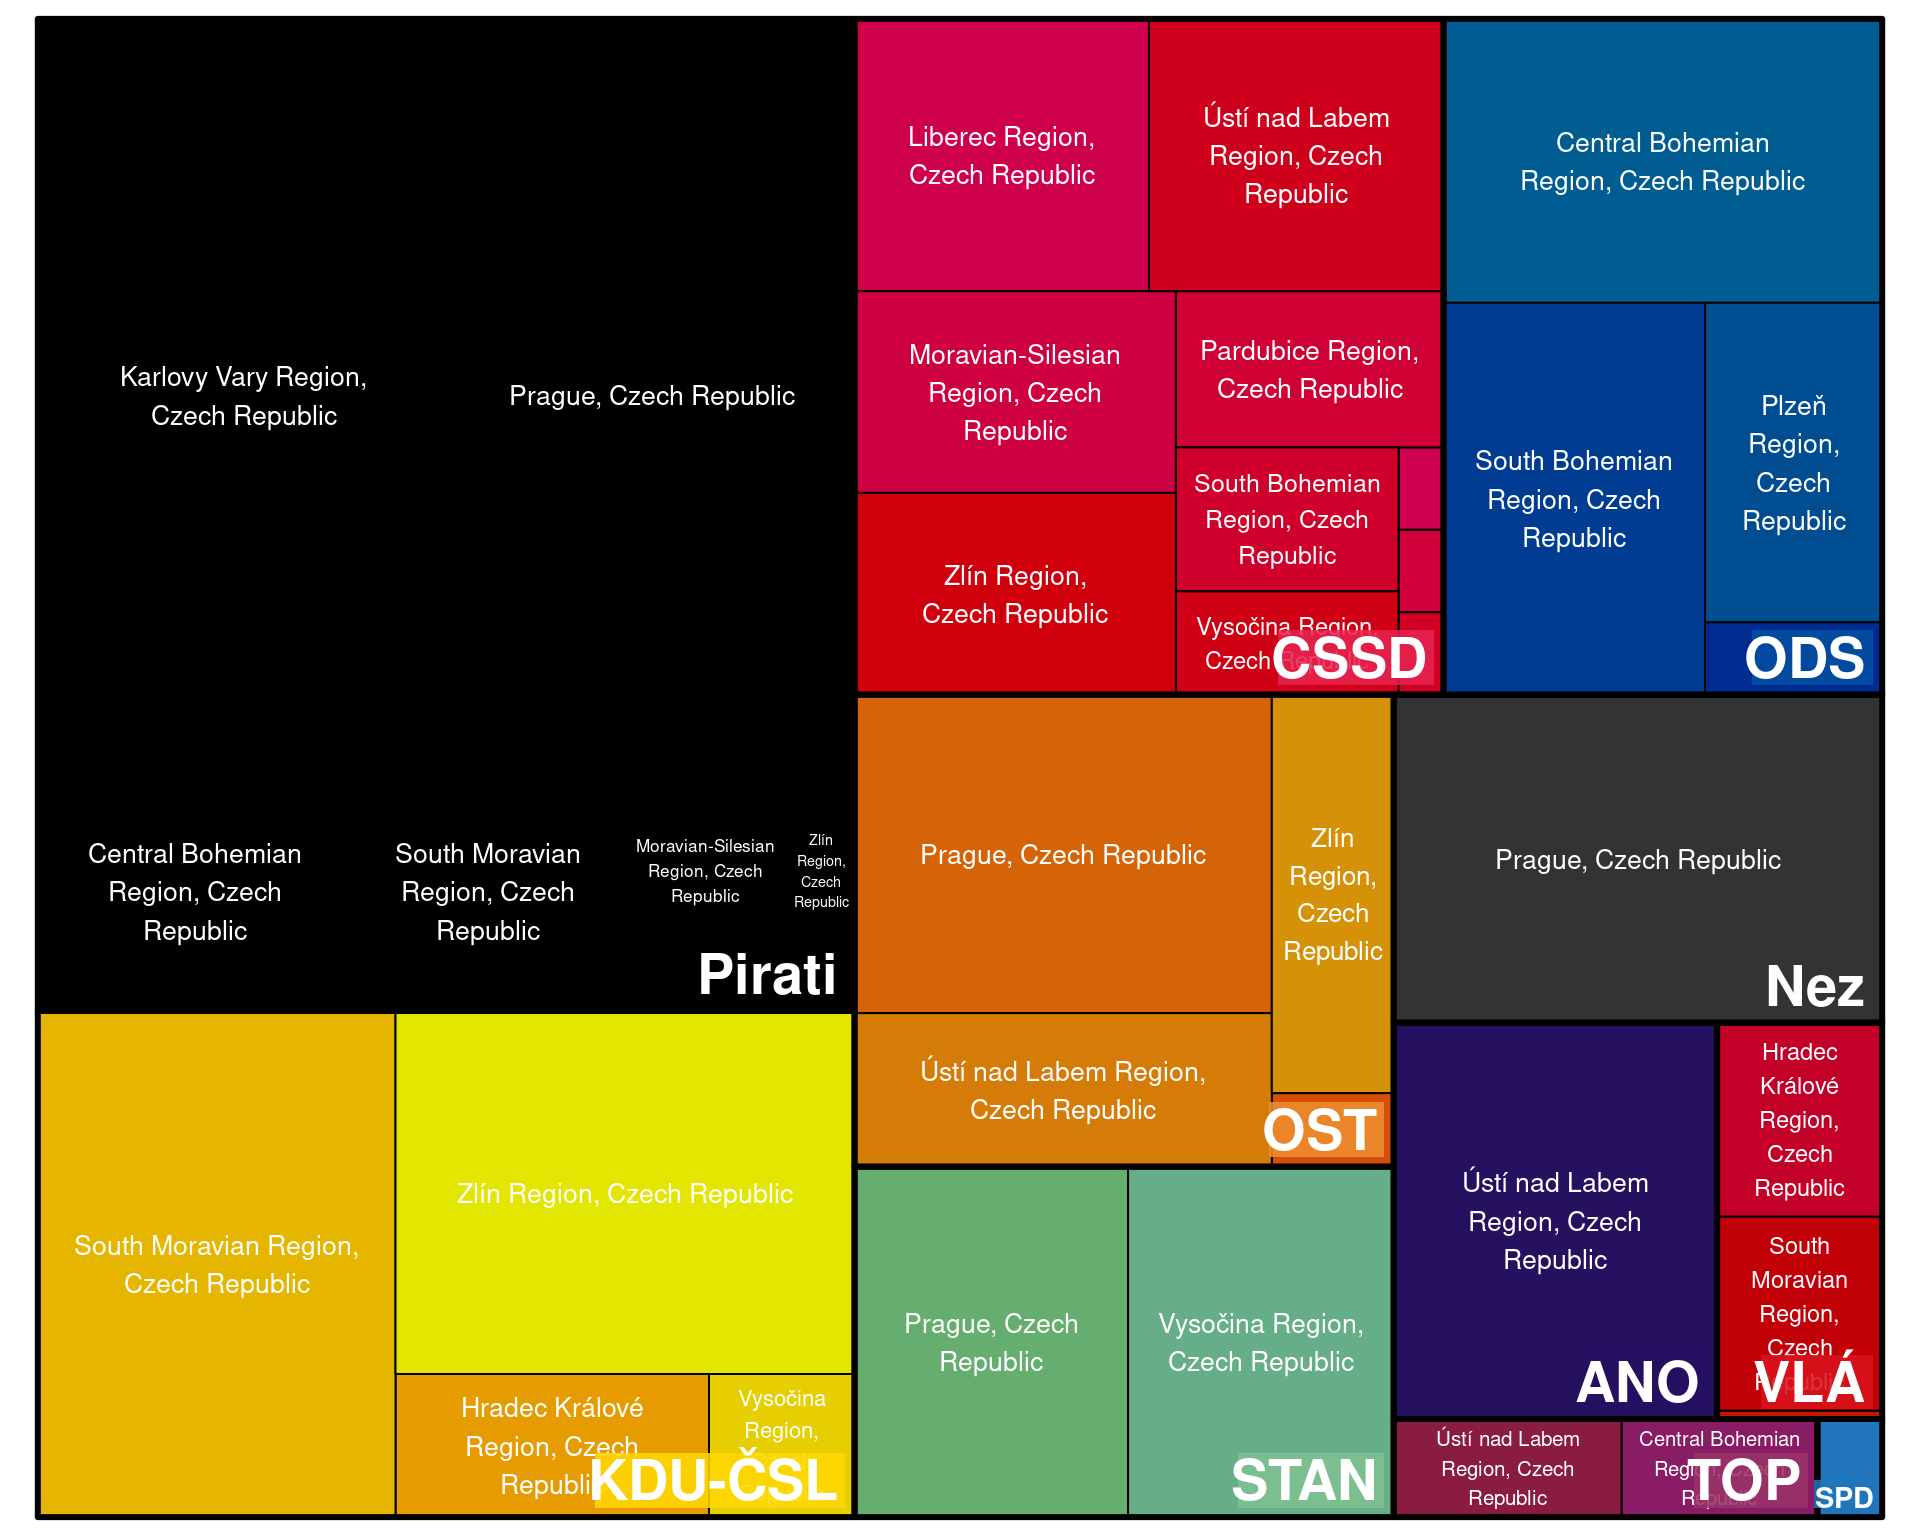 Karlovy Vary Region,
Czech Republic
Prague, Czech Republic
Central Bohemian
Region, Czech
Republic
South Moravian
Region, Czech
Republic
Moravian-Silesian
Region, Czech
Republic
Zlín
Region,
Czech
Republic
Pirati
Liberec Region,
Czech Republic
Ústí nad Labem
Region, Czech
Republic
Moravian-Silesian
Region, Czech
Republic
Pardubice Region,
Czech Republic
Zlín Region,
Czech Republic
South Bohemian
Region, Czech
Republic
Vysočina Region,
Czech Republic
CSSD
Central Bohemian
Region, Czech Republic
South Bohemian
Region, Czech
Republic
Plzeň
Region,
Czech
Republic
ODS
South Moravian Region,
Czech Republic
Zlín Region, Czech Republic
Hradec Králové
Region, Czech
Republic
Vysočina
Region,
KDU-ČSL
Prague, Czech Republic
Zlín
Region,
Czech
Republic
Ústí nad Labem Region,
Czech Republic
OST
Prague, Czech Republic
Nez
Prague, Czech
Republic
Vysočina Region,
Czech Republic
STAN
Ústí nad Labem
Region, Czech
Republic
ANO
Hradec
Králové
Region,
Czech
Republic
South
Moravian
Region,
Czech
Republic
VLÁ
Ústí nad Labem
Region, Czech
Republic
Central Bohemian
Region, Czech
Republic
TOP
SPD